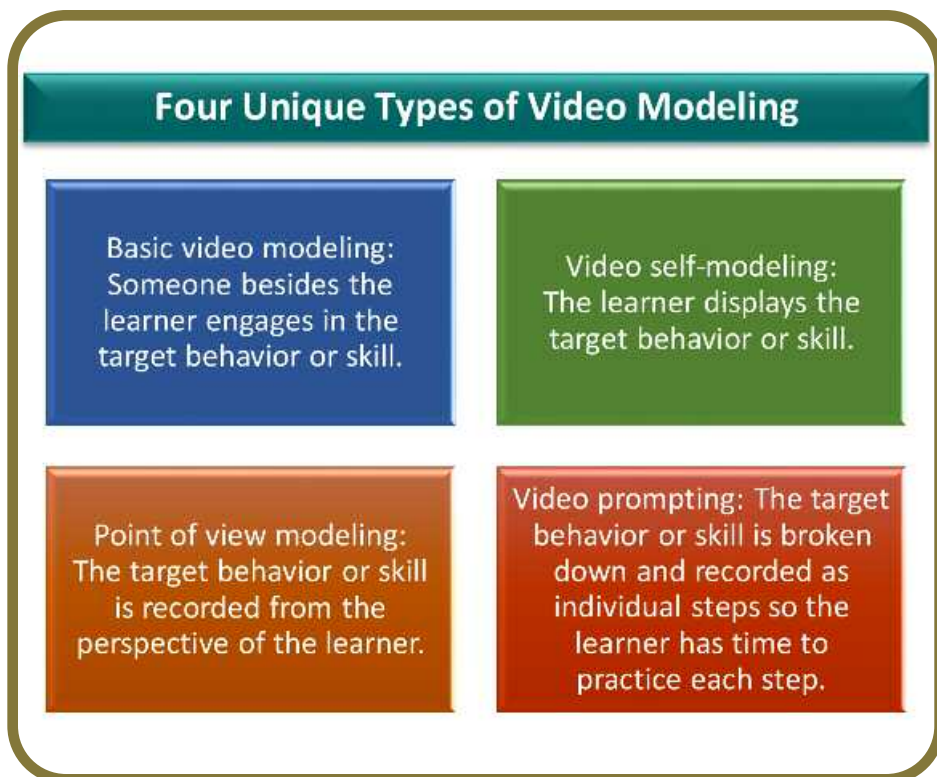 Four Unique Types of Video Modeling
Basic video modeling:
Someone besides the
learner engages in the
target behavior or skill.
Video self-modeling:
The learner displays the
target behavior or skill.
Point of view modeling:
The target behavior or skill
is recorded from the
perspective of the learner.
Video prompting: The target
behavior or skill is broken
down and recorded as
individual steps so the
learner has time to
practice each step.